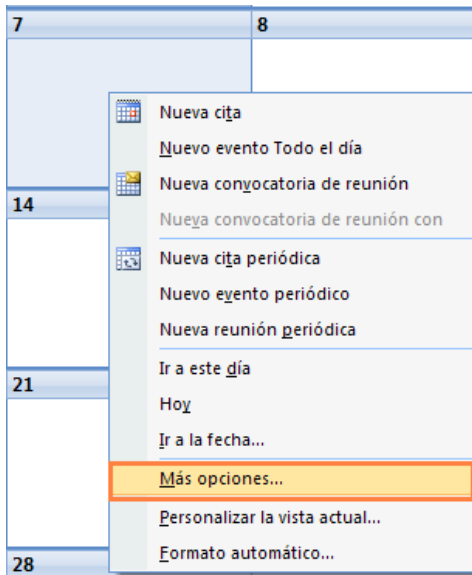 7 8
Nueva cita
Nuevo evento Todo el día
Nueva convocatoria de reunión
14
Nueva convocatoria de reunión con
Nueva cita periódica
Nuevo evento periódico
Nueva reunión periódica
Ir a este día
21
Hoy
Ir a la fecha...
Más opciones...
Personalizar la vista actual...
Formato automático...
28